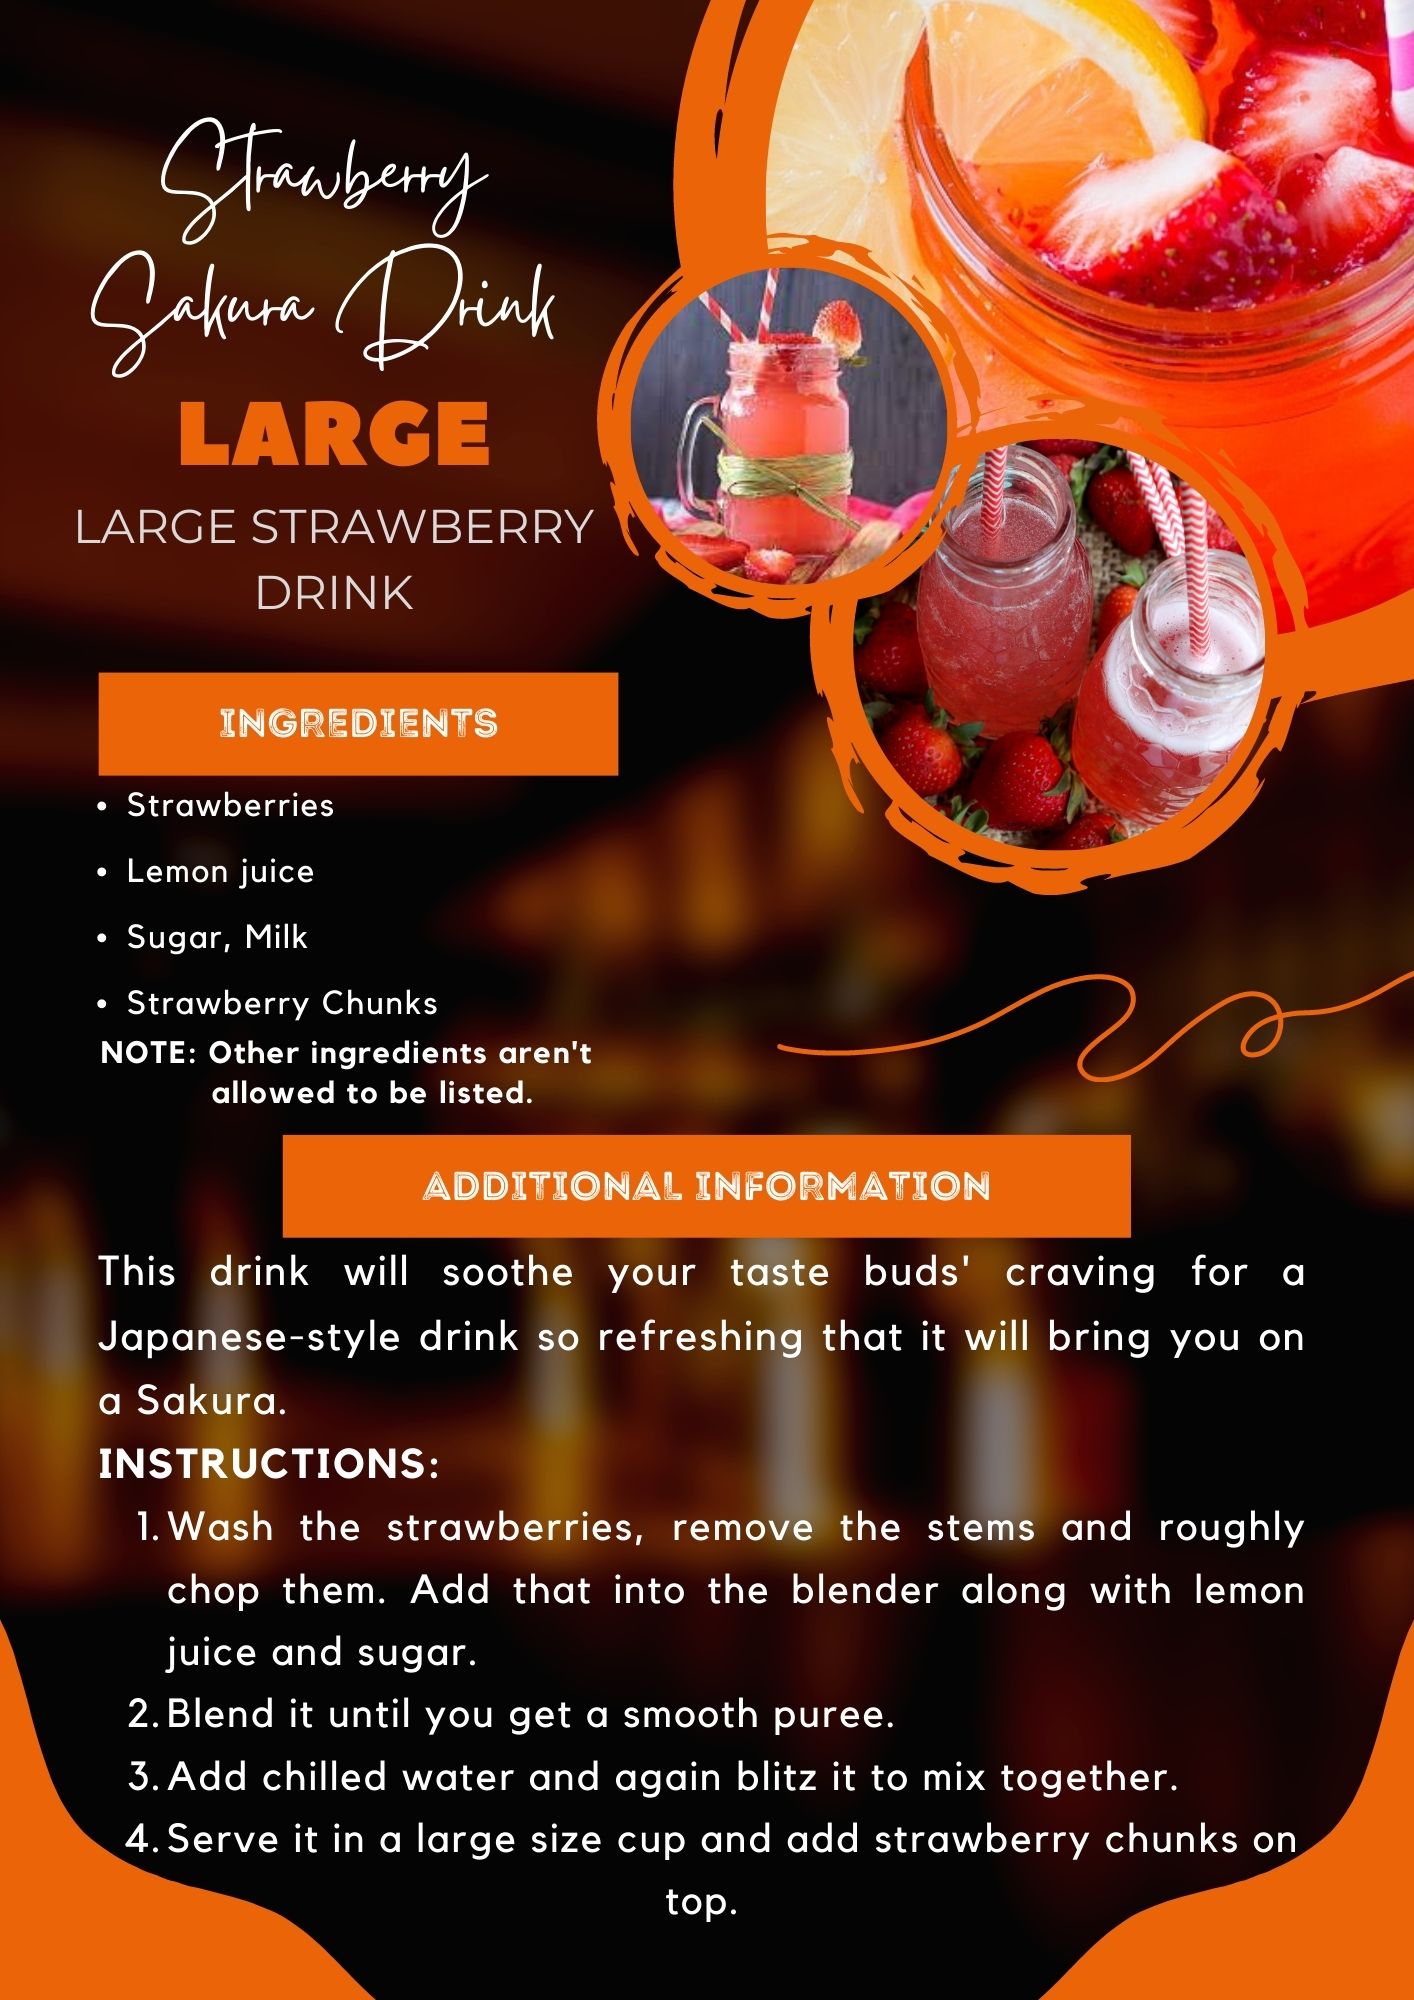 Strawberry
Sakura Drink
LARGE
LARGE STRAWBERRY
DRINK
INGREDIENTS
• Strawberries
• Lemon juice
• Sugar, Milk
• Strawberry Chunks
NOTE: Other ingredients aren't
allowed to be listed.
ADDITIONAL INFORMATION
This drink will soothe your taste buds' craving for a
Japanese-style drink so refreshing that it will bring you on
a Sakura.
INSTRUCTIONS:
1. Wash the strawberries, remove the stems and roughly
chop them. Add that into the blender along with lemon
juice and sugar.
2. Blend it until you get a smooth puree.
3. Add chilled water and again blitz it to mix together.
4. Serve it in a large size cup and add strawberry chunks on
top.